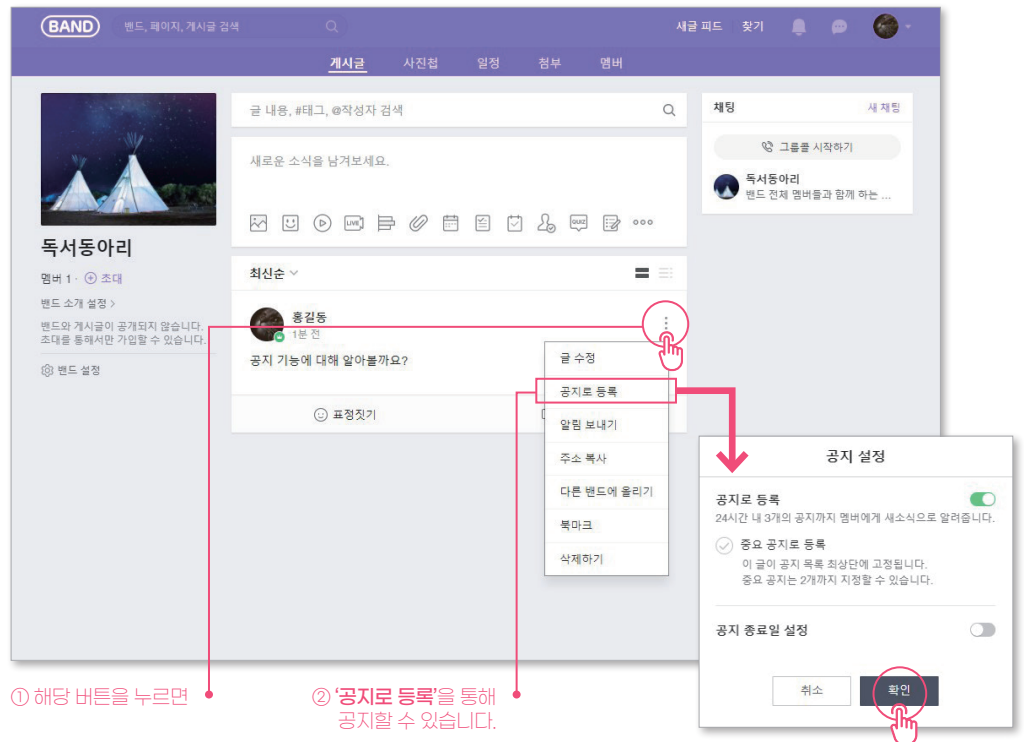 BAND
밴드, 페이지, 게시글 검색
새글 피드
찾기
게시글
사진첩
일정
첨부
멤버
독서동아리
멤버 1 · 초대
밴드 소개 설정 >
밴드와 게시글이 공개되지 않습니다.
초대를 통해서만 가입할 수 있습니다.
밴드 설정
글 내용, #태그, @작성자 검색
새로운 소식을 남겨보세요.
LIVE
QUIZ
최신순
홍길동
1분 전
공지 기능에 대해 알아볼까요?
표정짓기
글 수정
공지로 등록
알림 보내기
주소 복사
다른 밴드에 올리기
북마크
삭제하기
채팅
새 채팅
그룹콜 시작하기
독서동아리
밴드 전체 멤버들과 함께 하는 ...
공지 설정
공지로 등록
24시간 내 3개의 공지까지 멤버에게 새소식으로 알려줍니다.
중요 공지로 등록
이 글이 공지 목록 최상단에 고정됩니다.
중요 공지는 2개까지 지정할 수 있습니다.
공지 종료일 설정
취소
확인
① 해당 버튼을 누르면
② '공지로 등록'을 통해
공지할 수 있습니다.